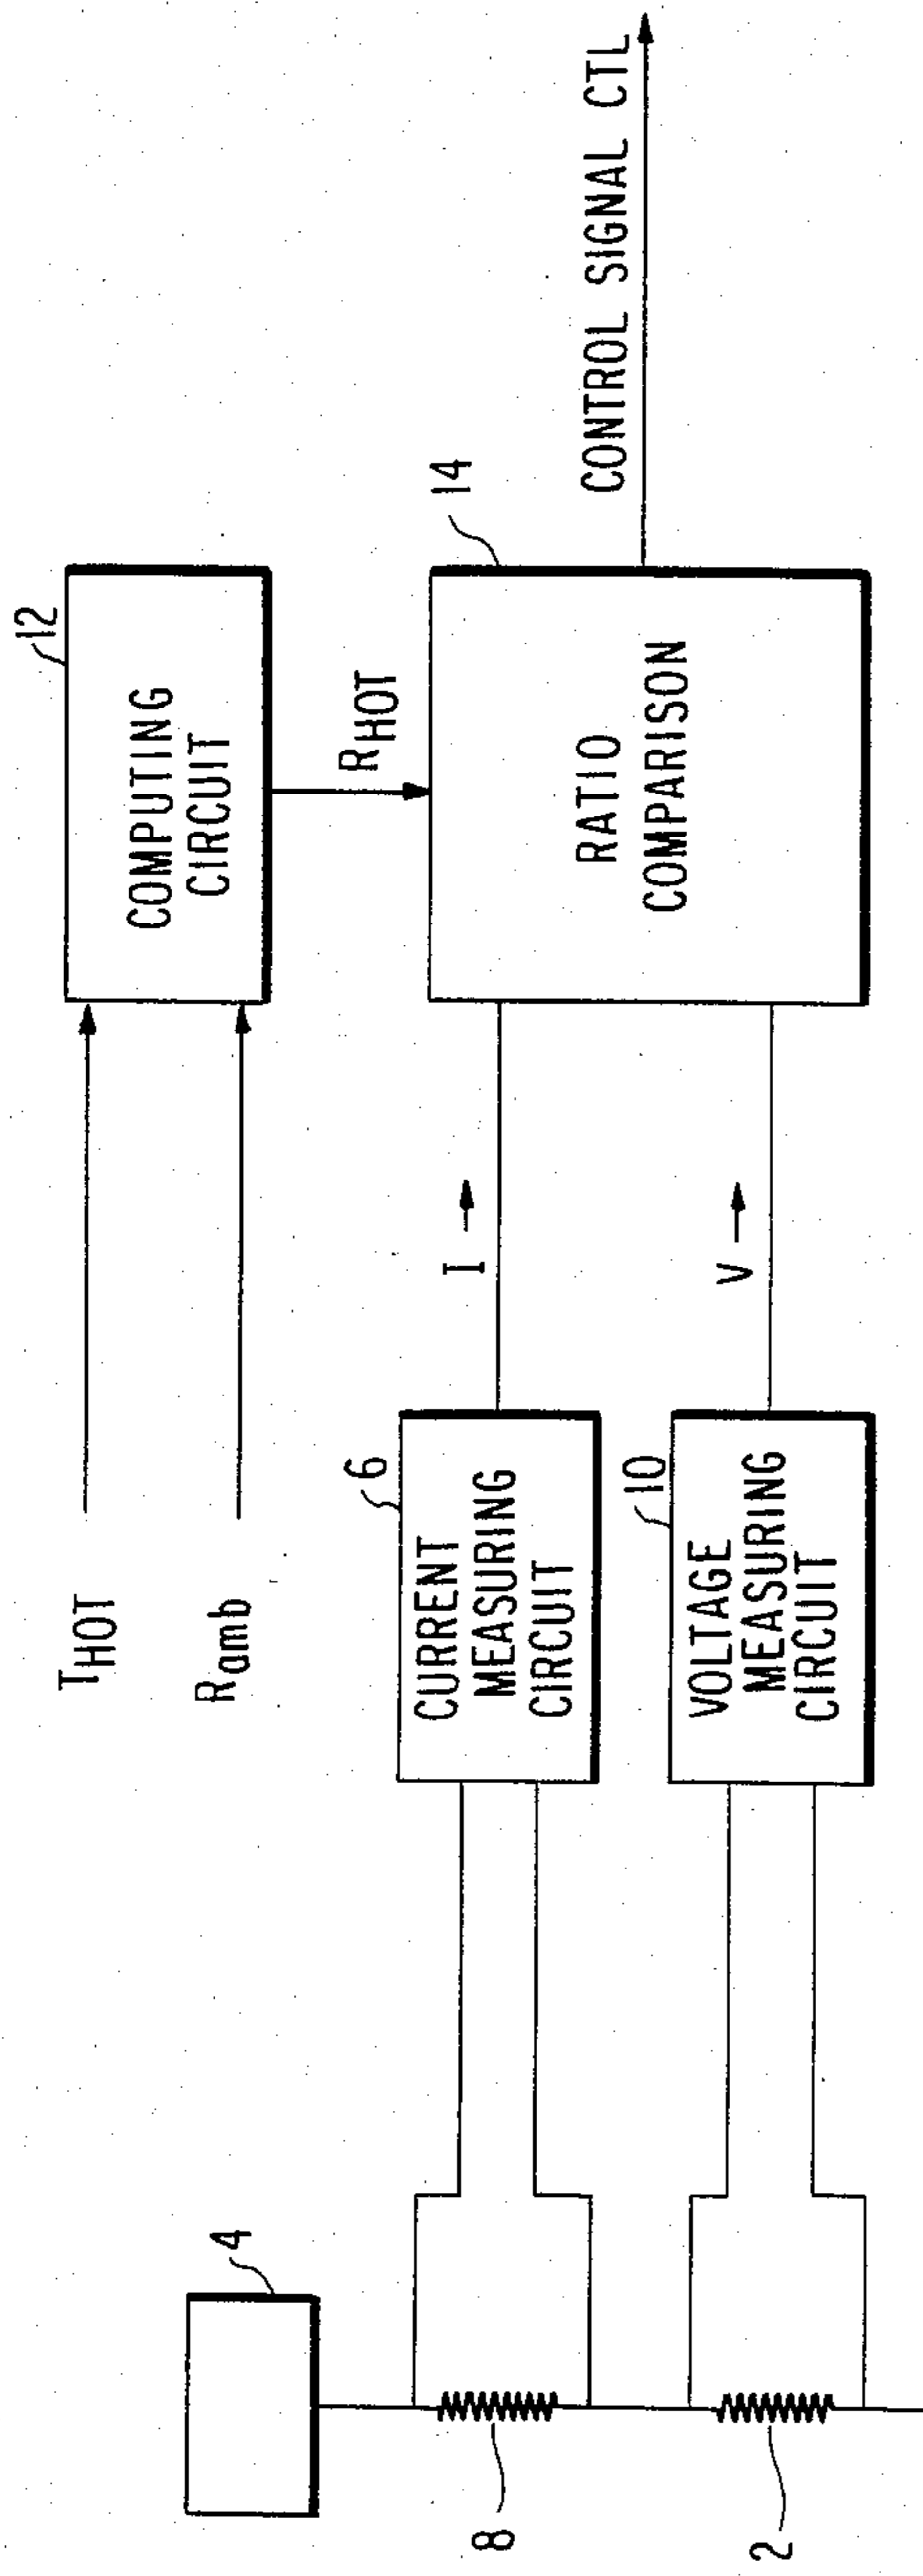 12
COMPUTING
CIRCUIT
THOT
Ramb
RHOT
14
RATIO
COMPARISON
CONTROL SIGNAL CTL
I
V
6
CURRENT
MEASURING
CIRCUIT
10
VOLTAGE
MEASURING
CIRCUIT
4
8
2